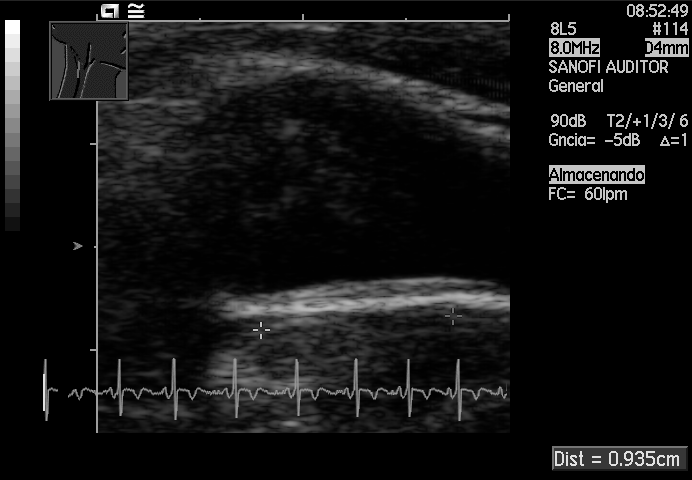 08:52:49
8L5 #114
8.0MHz D4mm
SANOFI AUDITOR
General
90dB T2/+1/3/ 6
Gncia= -5dB Δ=1
Almacenando
FC= 60lpm
Dist = 0.935cm